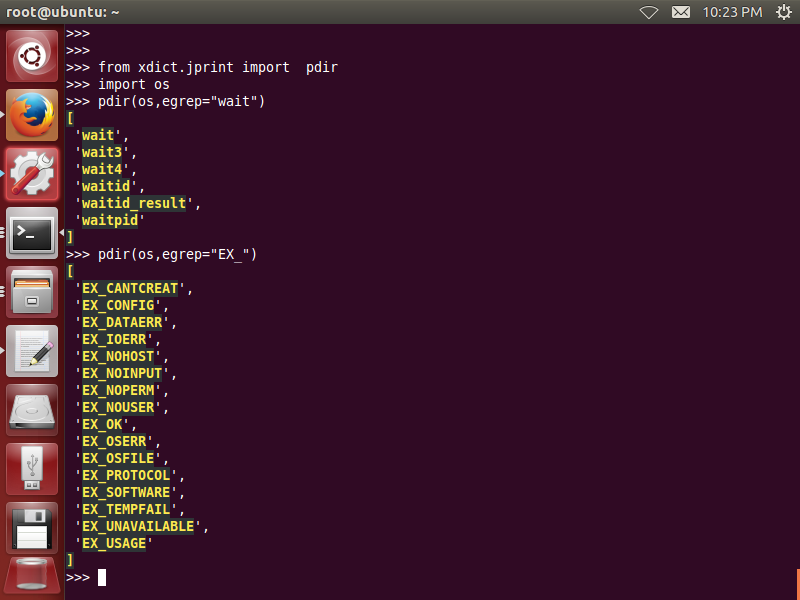 root@ubuntu: ~
10:23 PM
>>>
>>>
>>> from xdict.jprint import  pdir
>>> import os
>>> pdir(os,egrep="wait")
[
 'wait',
 'wait3',
 'wait4',
 'waitid',
 'waitid_result',
 'waitpid'
]
>>> pdir(os,egrep="EX_")
[
 'EX_CANTCREAT',
 'EX_CONFIG',
 'EX_DATAERR',
 'EX_IOERR',
 'EX_NOHOST',
 'EX_NOINPUT',
 'EX_NOPERM',
 'EX_NOUSER',
 'EX_OK',
 'EX_OSERR',
 'EX_OSFILE',
 'EX_PROTOCOL',
 'EX_SOFTWARE',
 'EX_TEMPFAIL',
 'EX_UNAVAILABLE',
 'EX_USAGE'
]
>>>